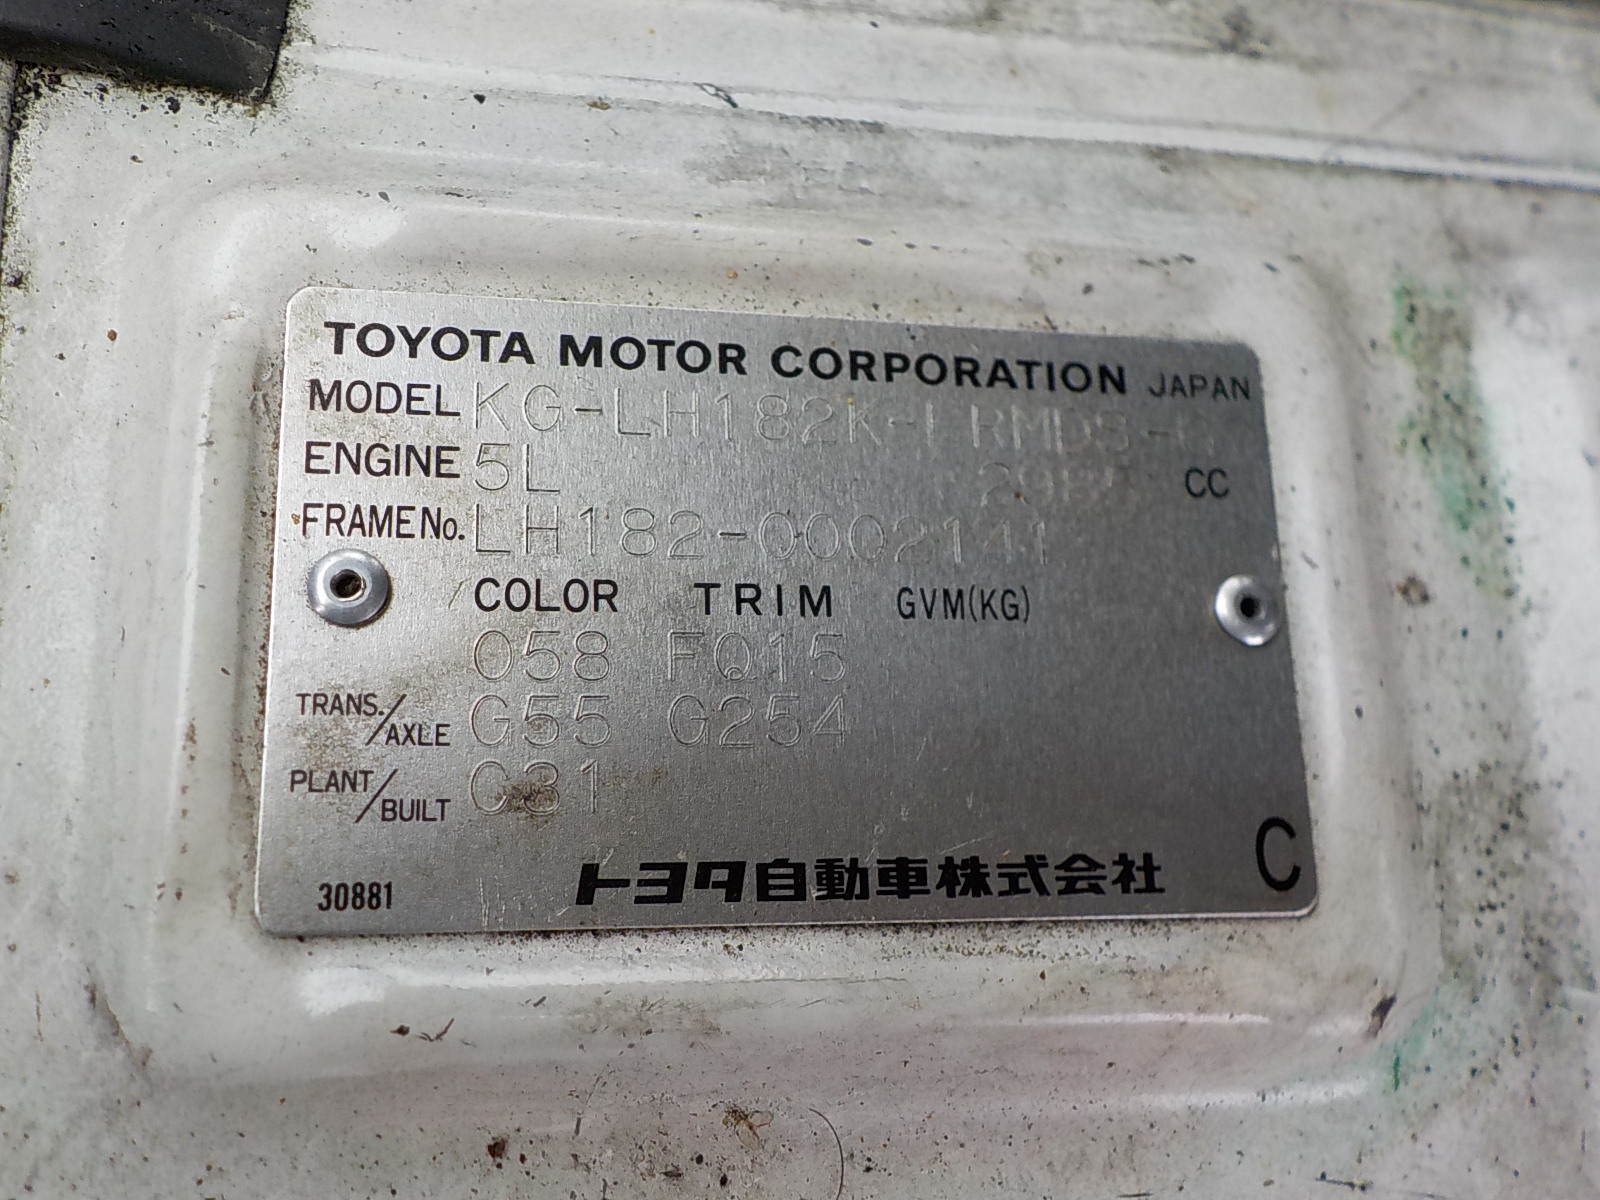 TOYOTA MOTOR CORPORATION JAPAN
MODEL KG-LH182K-LRMDS-G
ENGINE 5L 2985 CC
FRAME No. LH182-0002141
COLOR TRIM GVM(KG)
058 FQ15
TRANS./AXLE G55 G254
PLANT/BUILT C31
30881 トヨタ自動車株式会社 C